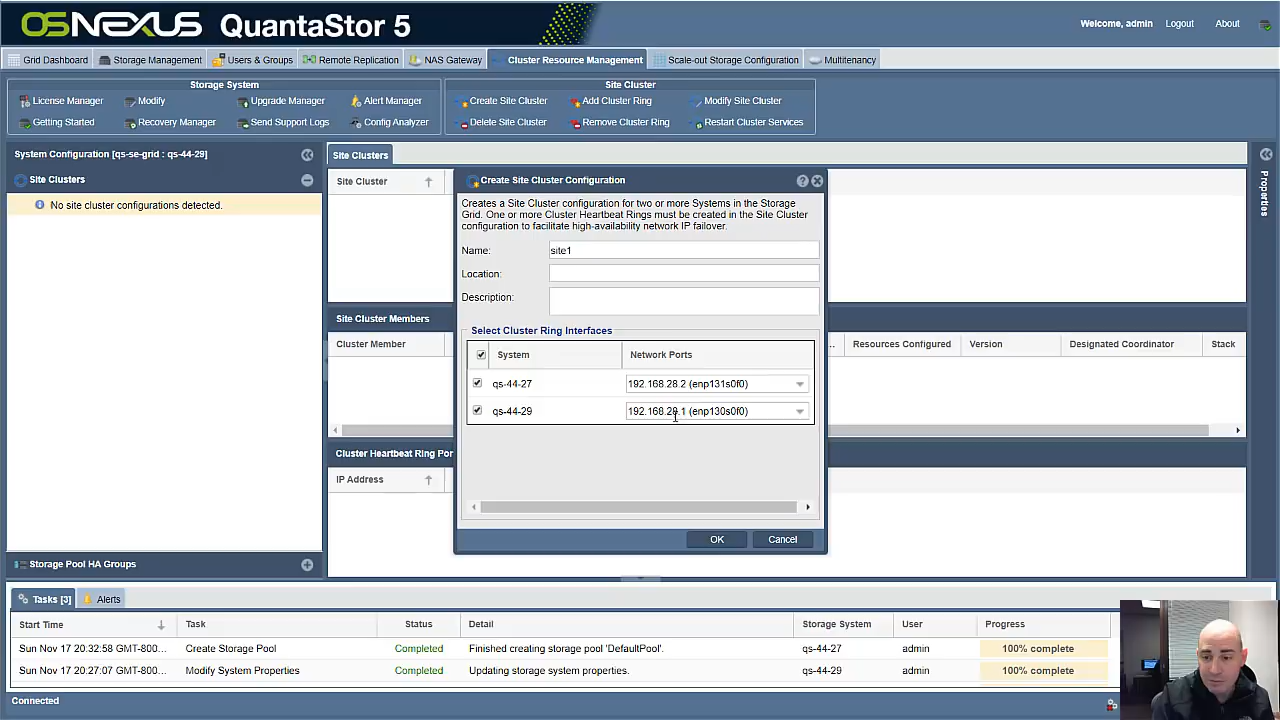 OSNEXUS QuantaStor 5
Welcome, admin Logout About
Grid Dashboard Storage Management Users & Groups Remote Replication NAS Gateway Cluster Resource Management Scale-out Storage Configuration Multitenancy
Storage System Site Cluster
License Manager Modify Upgrade Manager Alert Manager Create Site Cluster Add Cluster Ring Modify Site Cluster
Getting Started Recovery Manager Send Support Logs Config Analyzer Delete Site Cluster Remove Cluster Ring Restart Cluster Services
System Configuration [qs-se-grid : qs-44-29]
Site Clusters
No site cluster configurations detected.
Storage Pool HA Groups
Site Clusters
Site Cluster
Site Cluster Members
Cluster Member ... Resources Configured Version Designated Coordinator Stack
Cluster Heartbeat Ring Por
IP Address
Properties
Create Site Cluster Configuration
Creates a Site Cluster configuration for two or more Systems in the Storage
Grid. One or more Cluster Heartbeat Rings must be created in the Site Cluster
configuration to facilitate high-availability network IP failover.
Name: site1
Location:
Description:
Select Cluster Ring Interfaces
System Network Ports
qs-44-27 192.168.28.2 (enp131s0f0)
qs-44-29 192.168.28.1 (enp130s0f0)
OK Cancel
Tasks [3] Alerts
Start Time Task Status Detail Storage System User Progress
Sun Nov 17 20:32:58 GMT-800... Create Storage Pool Completed Finished creating storage pool 'DefaultPool'. qs-44-27 admin 100% complete
Sun Nov 17 20:27:07 GMT-800... Modify System Properties Completed Updating storage system properties. qs-44-29 admin 100% complete
Connected